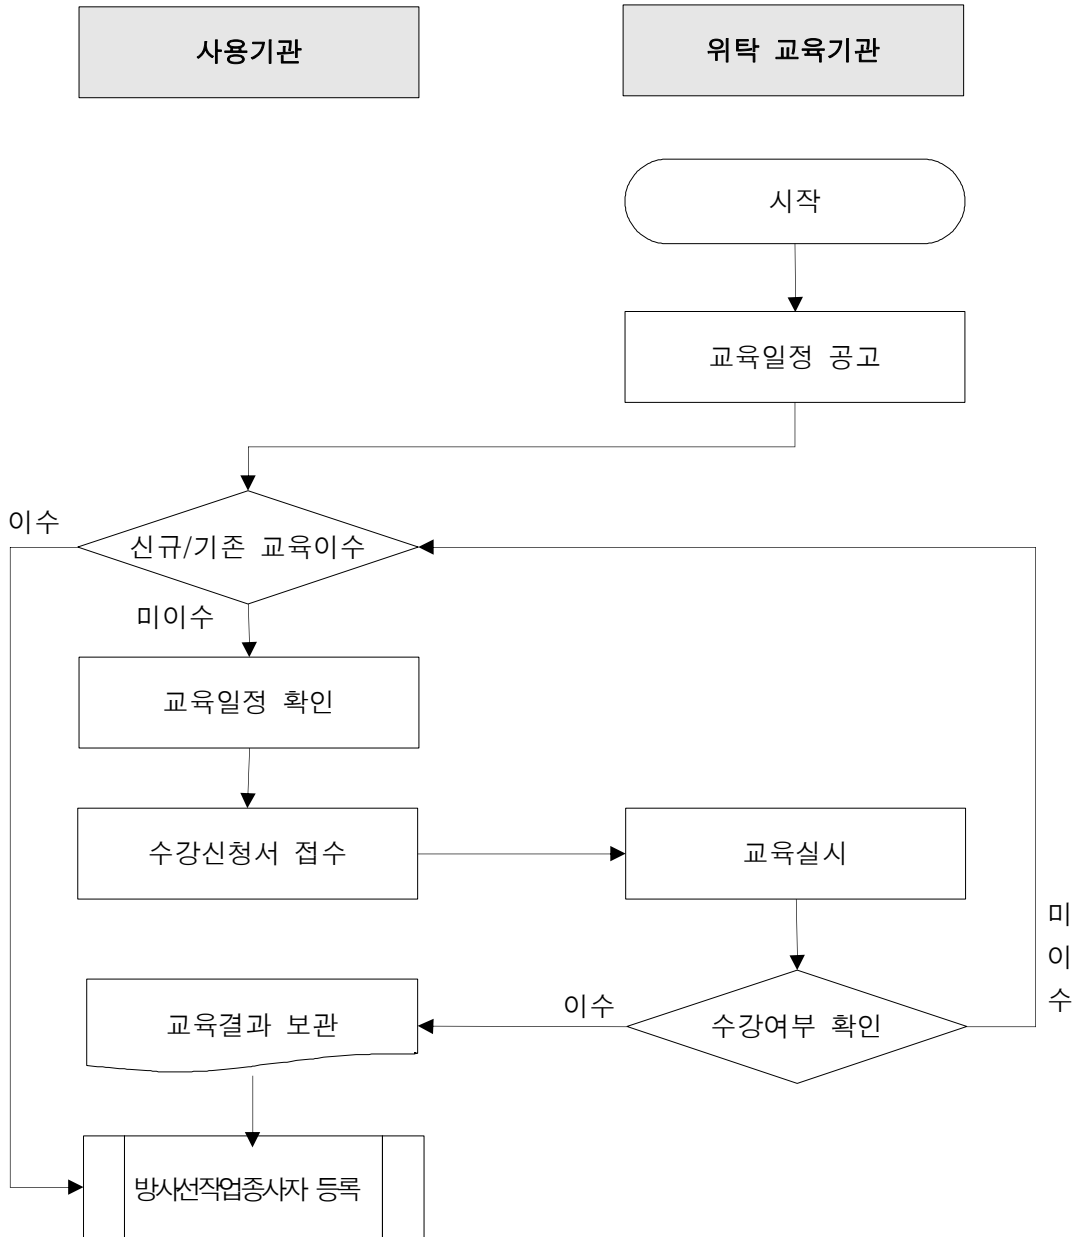 사용기관
위탁 교육기관
시작
교육일정 공고
이수
신규/기존 교육이수
미이수
교육일정 확인
수강신청서 접수
교육실시
미
이
수
이수
수강여부 확인
교육결과 보관
방사선작업종사자 등록